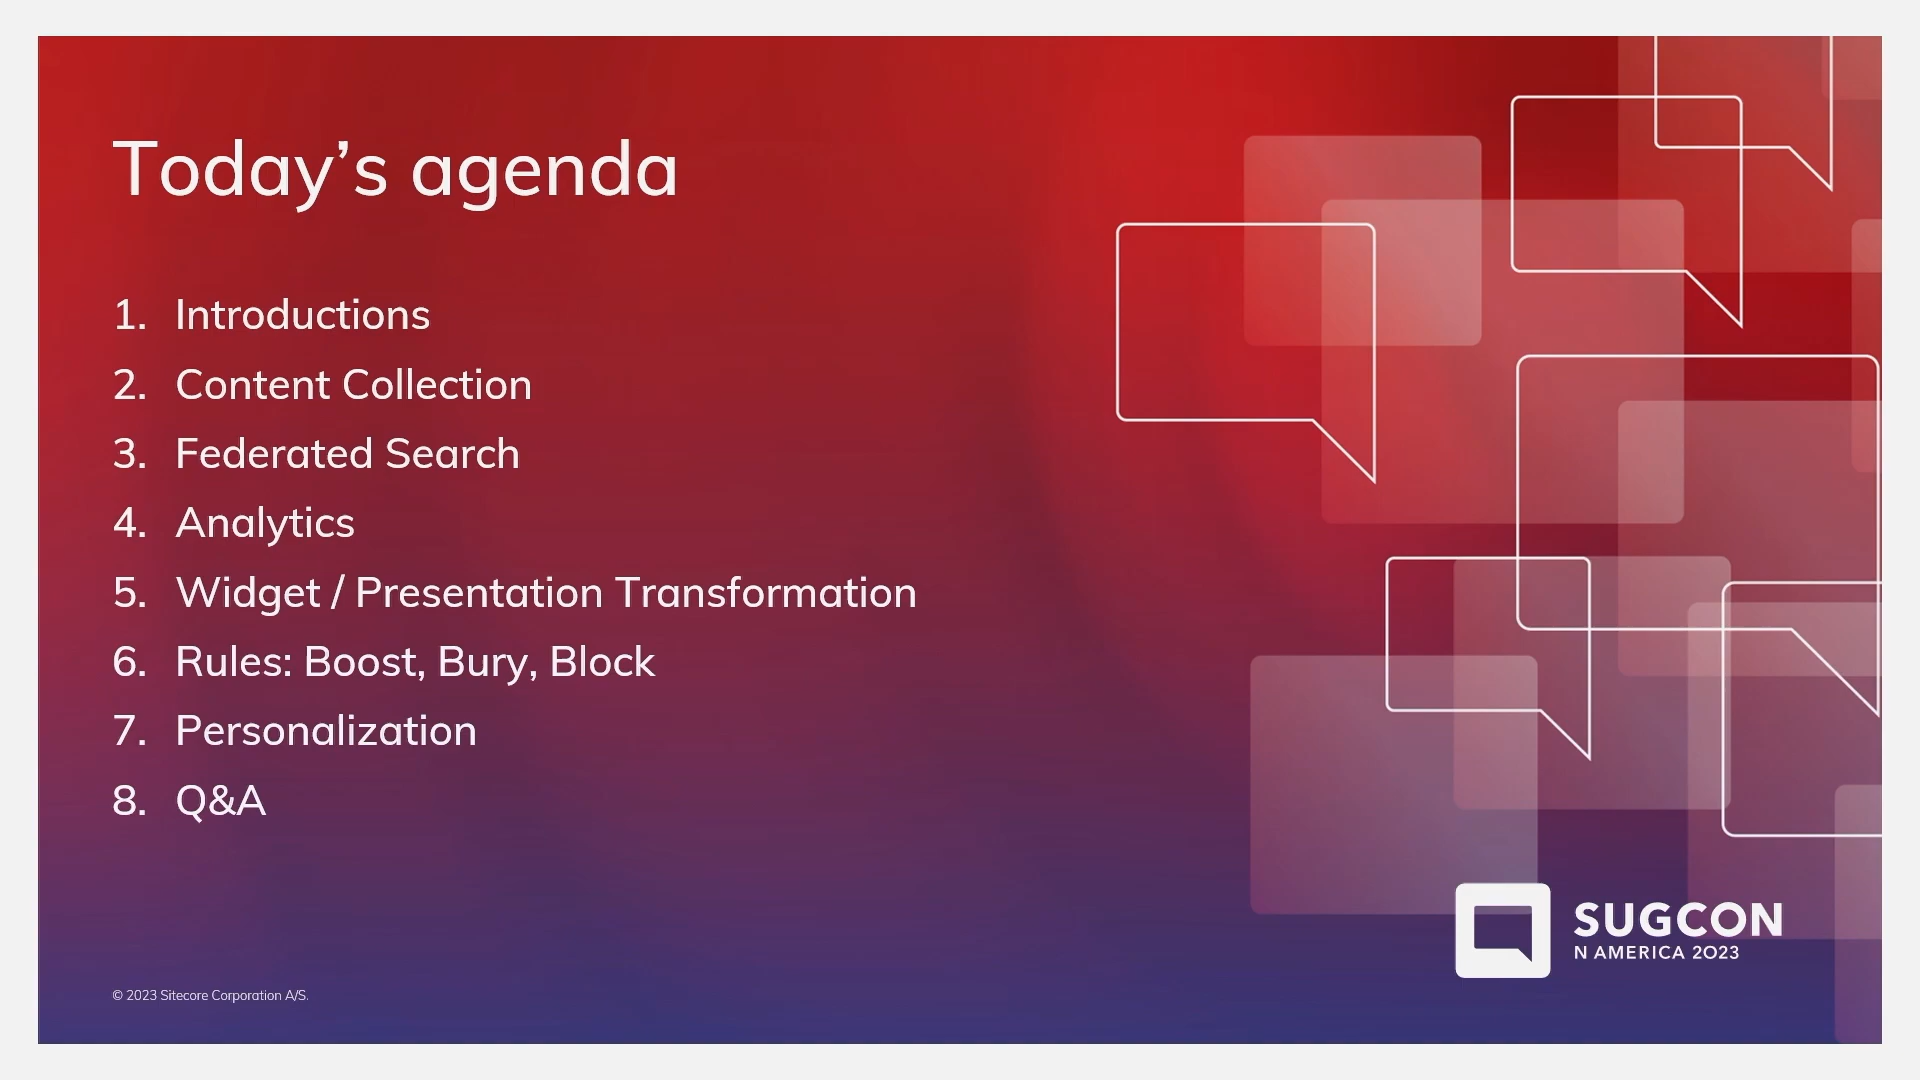 Today’s agenda
1. Introductions
2. Content Collection
3. Federated Search
4. Analytics
5. Widget / Presentation Transformation
6. Rules: Boost, Bury, Block
7. Personalization
8. Q&A
SUGCON
N AMERICA 2023
© 2023 Sitecore Corporation A/S.